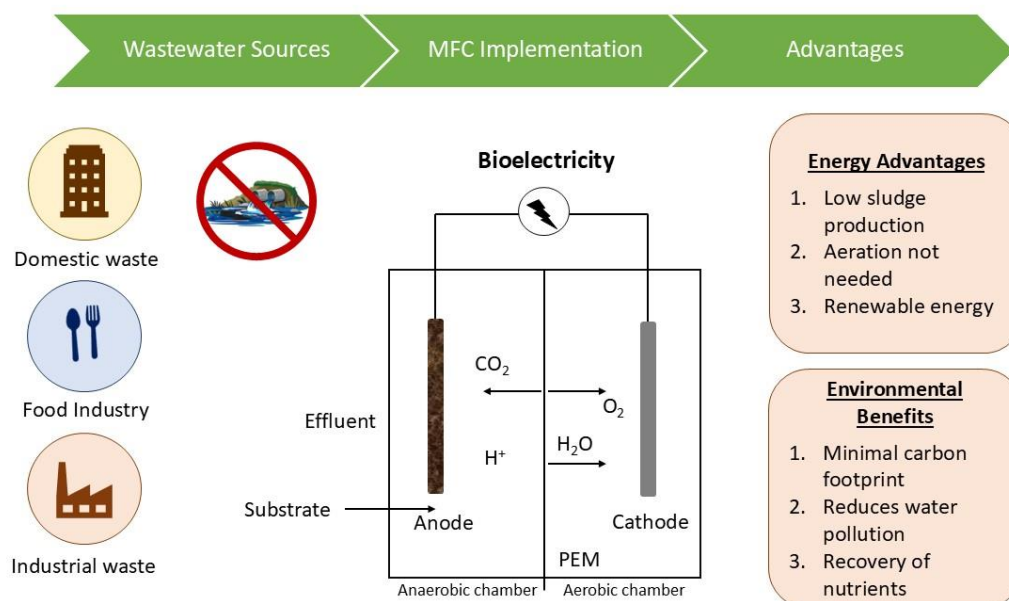 Wastewater Sources
MFC Implementation
Advantages
Domestic waste
Food Industry
Industrial waste
Bioelectricity
CO₂
O₂
Effluent
H⁺
H₂O
Substrate
Anode
Cathode
PEM
Anaerobic chamber
Aerobic chamber
Energy Advantages
1. Low sludge
production
2. Aeration not
needed
3. Renewable energy
Environmental
Benefits
1. Minimal carbon
footprint
2. Reduces water
pollution
3. Recovery of
nutrients